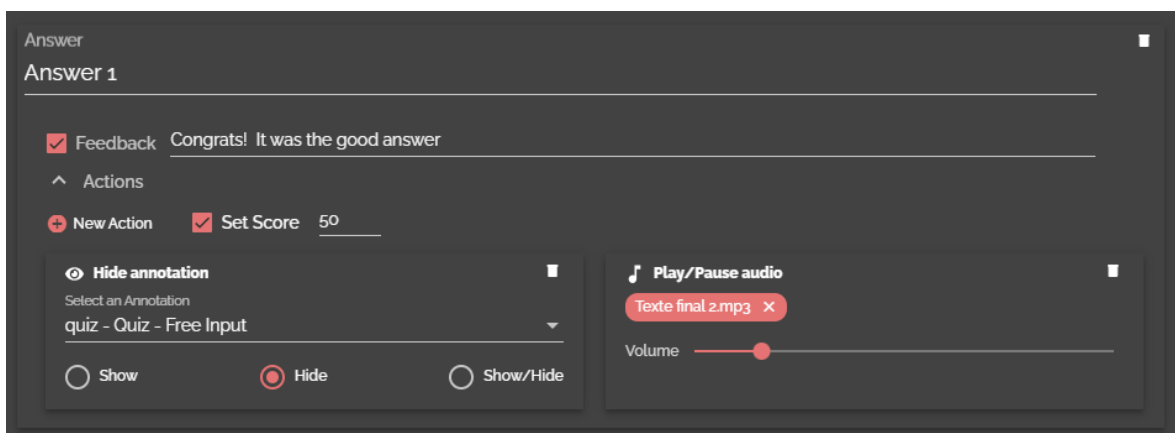 Answer
Answer 1
Feedback Congrats! It was the good answer
Actions
New Action Set Score 50
Hide annotation
Select an Annotation
quiz - Quiz - Free Input
Show Hide Show/Hide
Play/Pause audio
Texte final 2.mp3
Volume